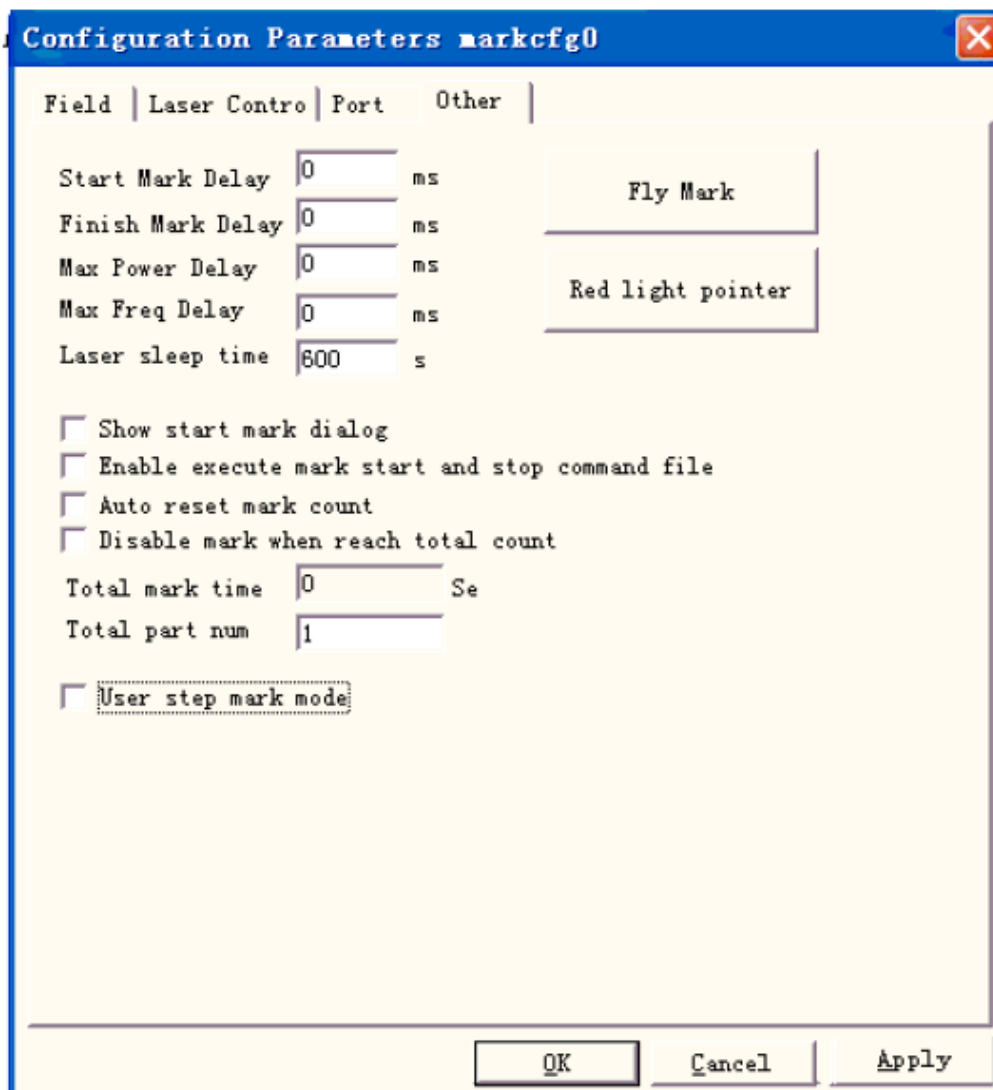 Configuration Parameters markcfg0
Field Laser Contro Port Other
Start Mark Delay 0 ms
Finish Mark Delay 0 ms
Max Power Delay 0 ms
Max Freq Delay 0 ms
Laser sleep time 600 s
Fly Mark
Red light pointer
Show start mark dialog
Enable execute mark start and stop command file
Auto reset mark count
Disable mark when reach total count
Total mark time 0 Se
Total part num 1
User step mark mode
OK Cancel Apply